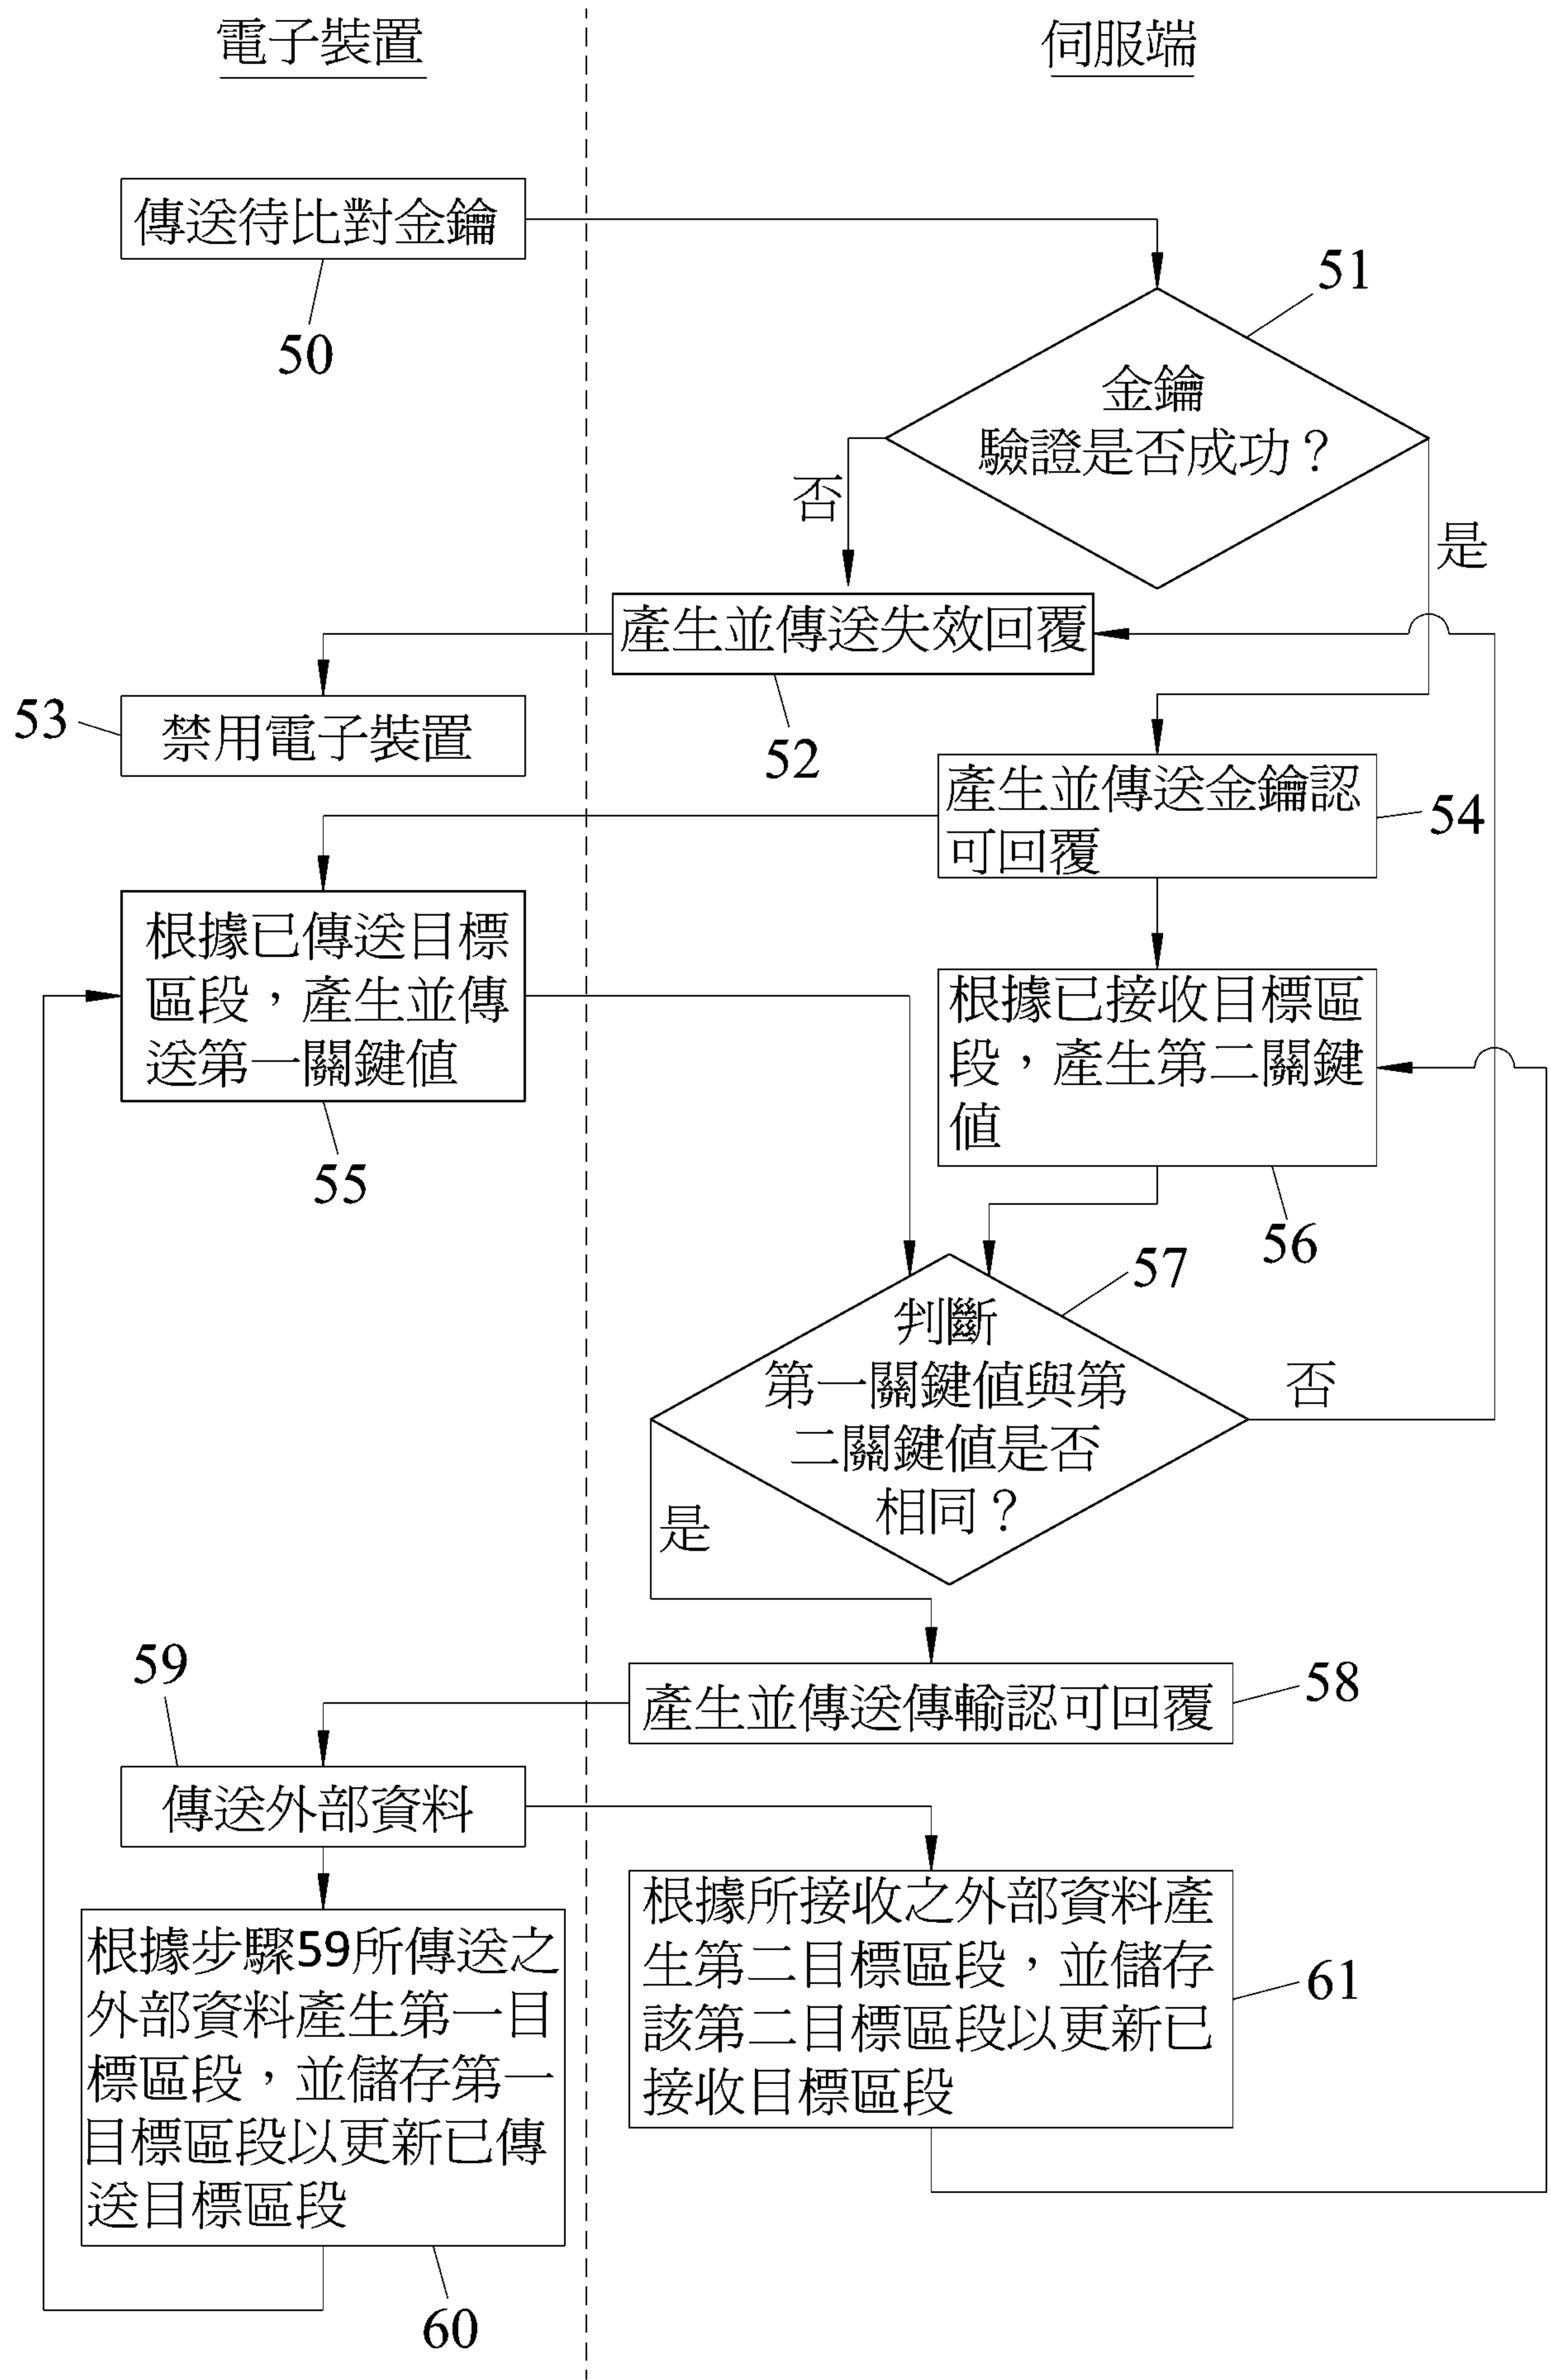 電子裝置
伺服端
傳送待比對金鑰
50
51
金鑰
驗證是否成功？
否
是
產生並傳送失效回覆
52
53
禁用電子裝置
產生並傳送金鑰認
可回覆
54
根據已傳送目標
區段，產生並傳
送第一關鍵值
55
根據已接收目標區
段，產生第二關鍵
值
56
57
判斷
第一關鍵值與第
二關鍵值是否
相同？
否
是
產生並傳送傳輸認可回覆
58
59
傳送外部資料
根據步驟59所傳送之
外部資料產生第一目
標區段，並儲存第一
目標區段以更新已傳
送目標區段
60
根據所接收之外部資料產
生第二目標區段，並儲存
該第二目標區段以更新已
接收目標區段
61